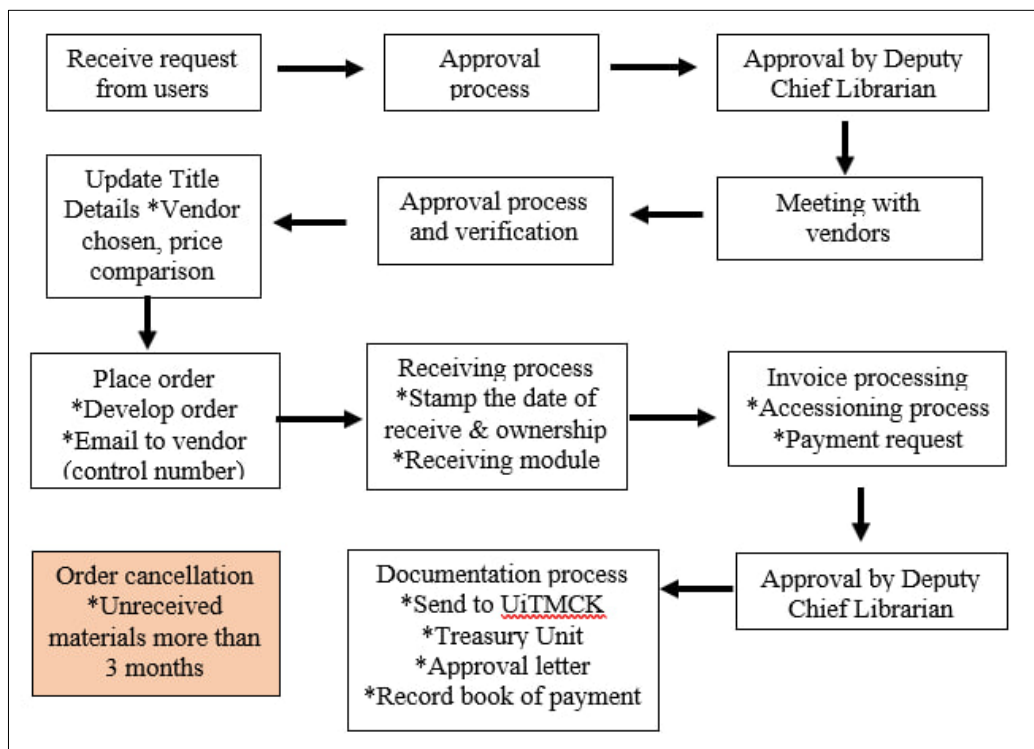 Receive request
from users
Approval
process
Approval by Deputy
Chief Librarian
Update Title
Details *Vendor
chosen, price
comparison
Approval process
and verification
Meeting with
vendors
Place order
*Develop order
*Email to vendor
(control number)
Receiving process
*Stamp the date of
receive & ownership
*Receiving module
Invoice processing
*Accessioning process
*Payment request
Order cancellation
*Unreceived
materials more than
3 months
Documentation process
*Send to UiTMCK
*Treasury Unit
*Approval letter
*Record book of payment
Approval by Deputy
Chief Librarian